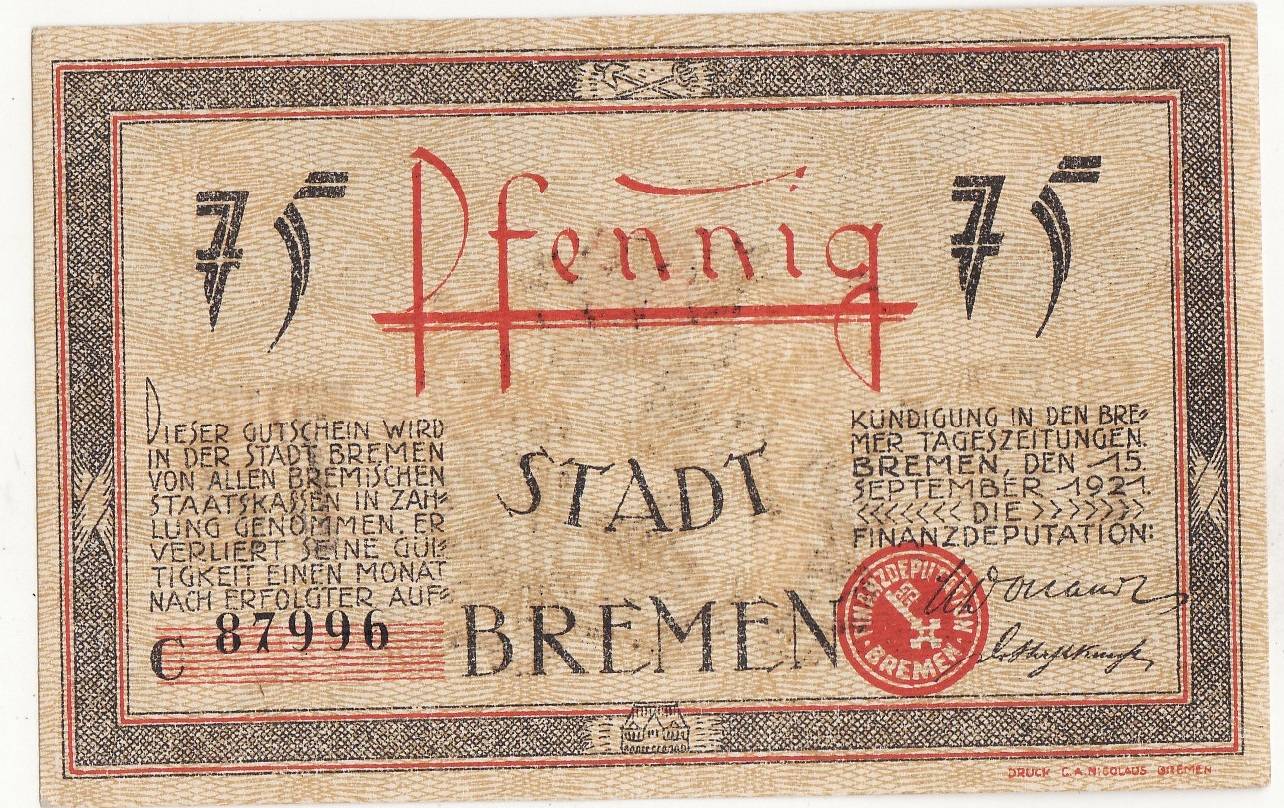 75 Pfennig 75
DIESER GUTSCHEIN WIRD
IN DER STADT BREMEN
VON ALLEN BREMISCHEN
STAATSKASSEN IN ZAH-
LUNG GENOMMEN. ER
VERLIERT SEINE GÜL-
TIGKEIT EINEN MONAT
NACH ERFOLGTER AUF-
C 87996
STADT
BREMEN
KÜNDIGUNG IN DEN BRE-
MER TAGESZEITUNGEN.
BREMEN, DEN 15.
SEPTEMBER 1921.
<<<<<<< DIE >>>>>>>
FINANZDEPUTATION:
FINANZDEPUTATION
BREMEN
DRUCK C. A. NICOLAUS BREMEN